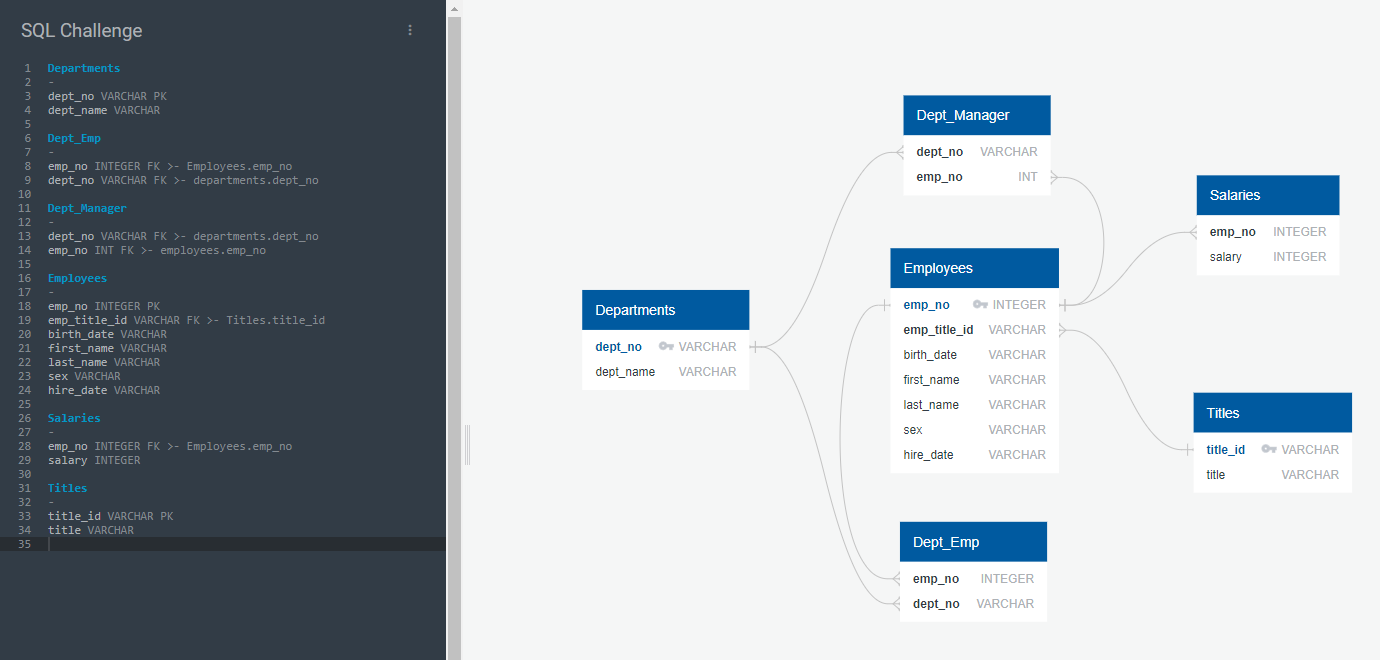 SQL Challenge
1 Departments
2 -
3 dept_no VARCHAR PK
4 dept_name VARCHAR
5
6 Dept_Emp
7 -
8 emp_no INTEGER FK >- Employees.emp_no
9 dept_no VARCHAR FK >- departments.dept_no
10
11 Dept_Manager
12 -
13 dept_no VARCHAR FK >- departments.dept_no
14 emp_no INT FK >- employees.emp_no
15
16 Employees
17 -
18 emp_no INTEGER PK
19 emp_title_id VARCHAR FK >- Titles.title_id
20 birth_date VARCHAR
21 first_name VARCHAR
22 last_name VARCHAR
23 sex VARCHAR
24 hire_date VARCHAR
25
26 Salaries
27 -
28 emp_no INTEGER FK >- Employees.emp_no
29 salary INTEGER
30
31 Titles
32 -
33 title_id VARCHAR PK
34 title VARCHAR
35
Departments
dept_no VARCHAR
dept_name VARCHAR
Dept_Manager
dept_no VARCHAR
emp_no INT
Employees
emp_no INTEGER
emp_title_id VARCHAR
birth_date VARCHAR
first_name VARCHAR
last_name VARCHAR
sex VARCHAR
hire_date VARCHAR
Dept_Emp
emp_no INTEGER
dept_no VARCHAR
Salaries
emp_no INTEGER
salary INTEGER
Titles
title_id VARCHAR
title VARCHAR